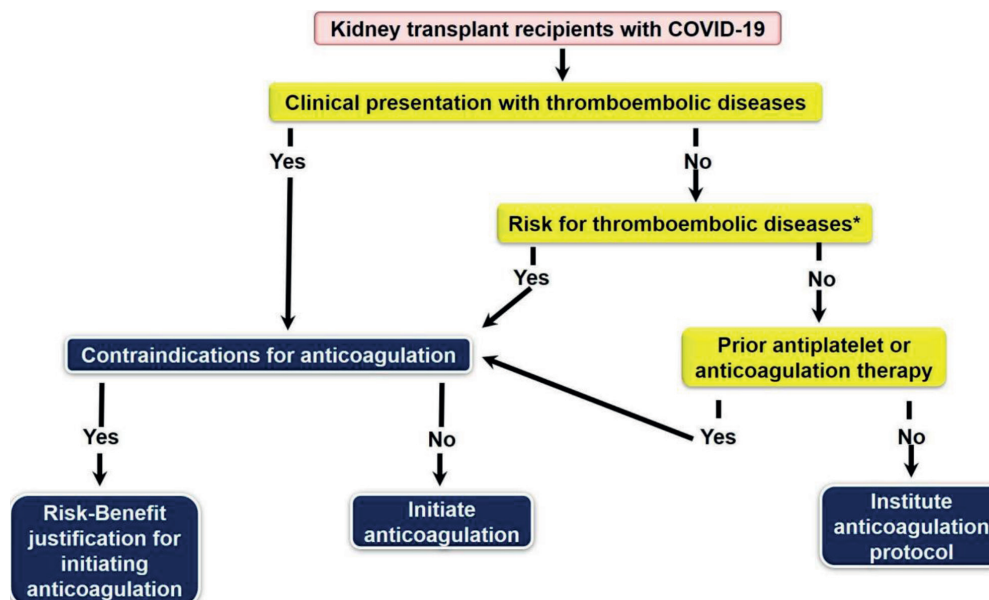 Kidney transplant recipients with COVID-19
Clinical presentation with thromboembolic diseases
Yes
No
Risk for thromboembolic diseases*
Yes
No
Contraindications for anticoagulation
Prior antiplatelet or
anticoagulation therapy
Yes
No
Yes
No
Risk-Benefit
justification for
initiating
anticoagulation
Initiate
anticoagulation
Institute
anticoagulation
protocol